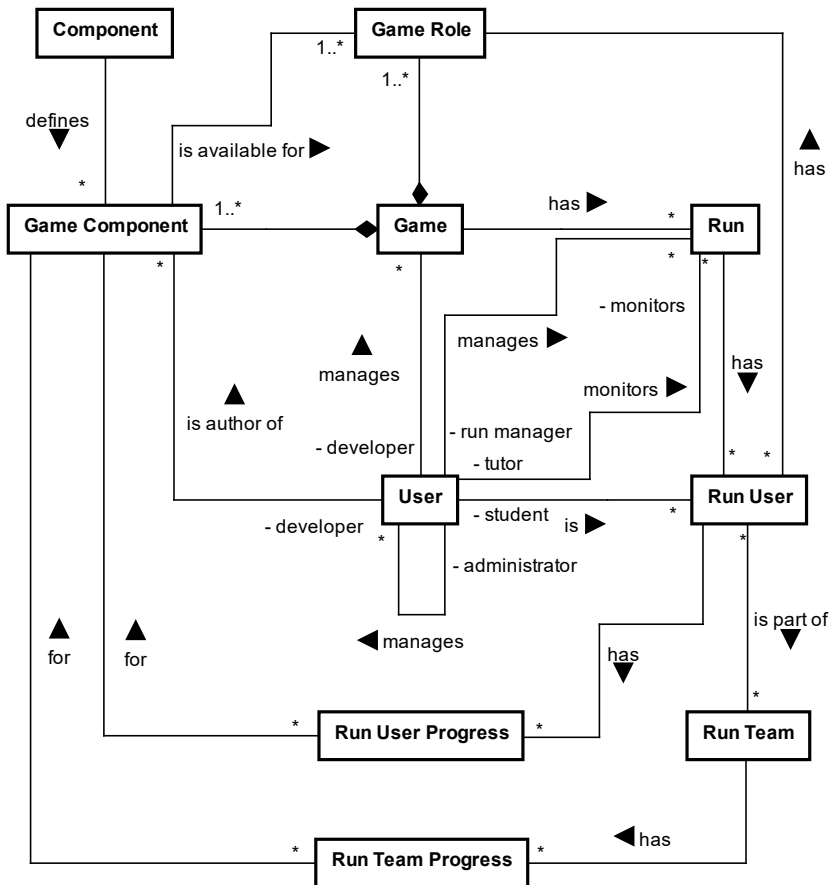 Component
Game Role
1..*
1..*
defines
is available for
has
*
1..*
has
*
Game Component
Game
Run
*
*
*
*
- monitors
manages
has
manages
monitors
is author of
- run manager
- developer
*
*
- tutor
User
Run User
- developer
*
- student
is
*
*
- administrator
is part of
manages
for
for
has
*
*
*
Run User Progress
Run Team
has
*
*
Run Team Progress